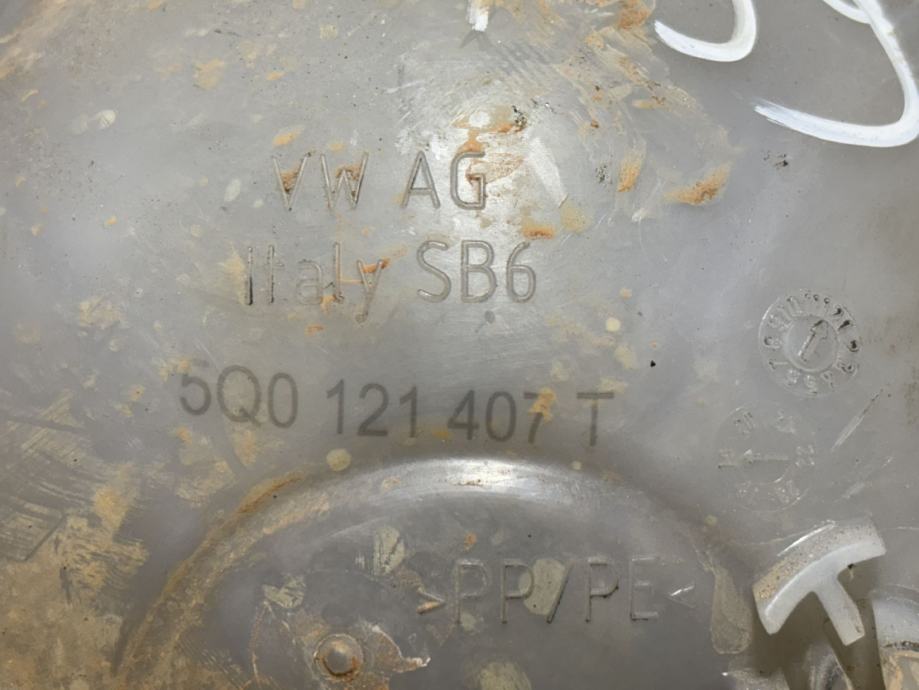 VW AG
Italy SB6
5Q0 121 407 T
>PP/PE<